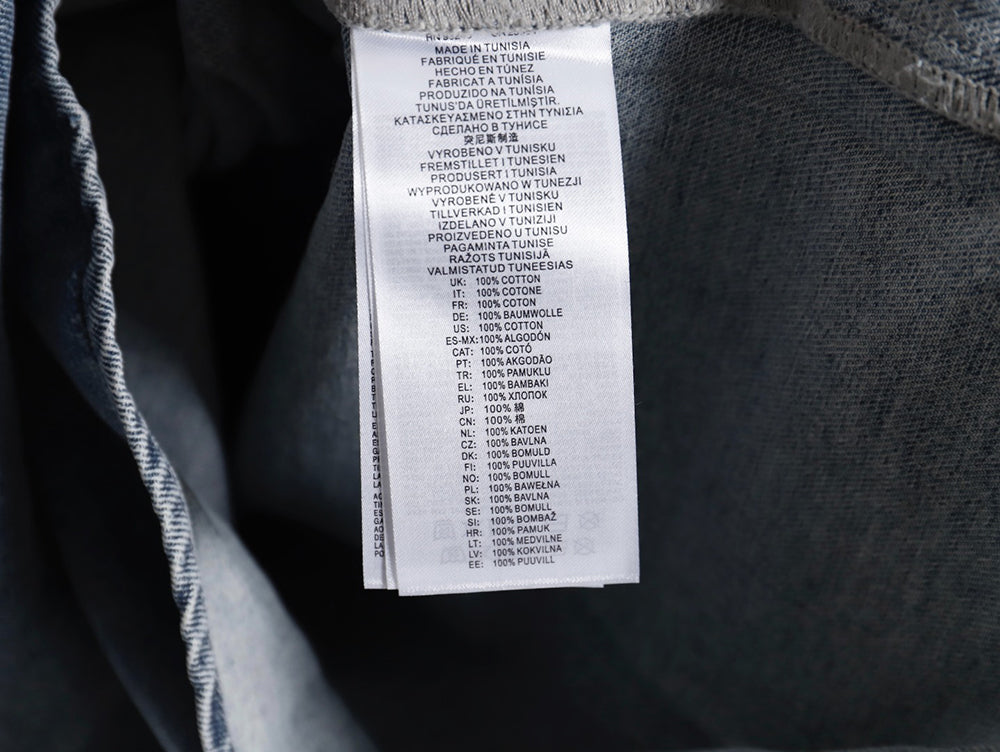 MADE IN TUNISIA
FABRIQUÉ EN TUNISIE
HECHO EN TÚNEZ
FABRICAT A TUNÍSIA
PRODUZIDO NA TUNÍSIA
TUNUS'DA ÜRETİLMİŞTİR.
ΚΑΤΑΣΚΕΥΑΣΜΕΝΟ ΣΤΗΝ ΤΥΝΙΣΙΑ
СДЕЛАНО В ТУНИСЕ
突尼斯制造
VYROBENO V TUNISKU
FREMSTILLET I TUNESIEN
PRODUSERT I TUNISIA
WYPRODUKOWANO W TUNEZJI
VYROBENÉ V TUNISKU
TILLVERKAD I TUNISIEN
IZDELANO V TUNIZIJI
PROIZVEDENO U TUNISU
PAGAMINTA TUNISE
RAŽOTS TUNISIJĀ
VALMISTATUD TUNEESIAS
UK: 100% COTTON
IT: 100% COTONE
FR: 100% COTON
DE: 100% BAUMWOLLE
US: 100% COTTON
ES-MX: 100% ALGODÓN
CAT: 100% COTÓ
PT: 100% AKGODÃO
TR: 100% PAMUKLU
EL: 100% ΒΑΜΒΑΚΙ
RU: 100% ХЛОПОК
JP: 100% 綿
CN: 100% 棉
NL: 100% KATOEN
CZ: 100% BAVLNA
DK: 100% BOMULD
FI: 100% PUUVILLA
NO: 100% BOMULL
PL: 100% BAWEŁNA
SK: 100% BAVLNA
SE: 100% BOMULL
SI: 100% BOMBAŽ
HR: 100% PAMUK
LT: 100% MEDVILNE
LV: 100% KOKVILNA
EE: 100% PUUVILL